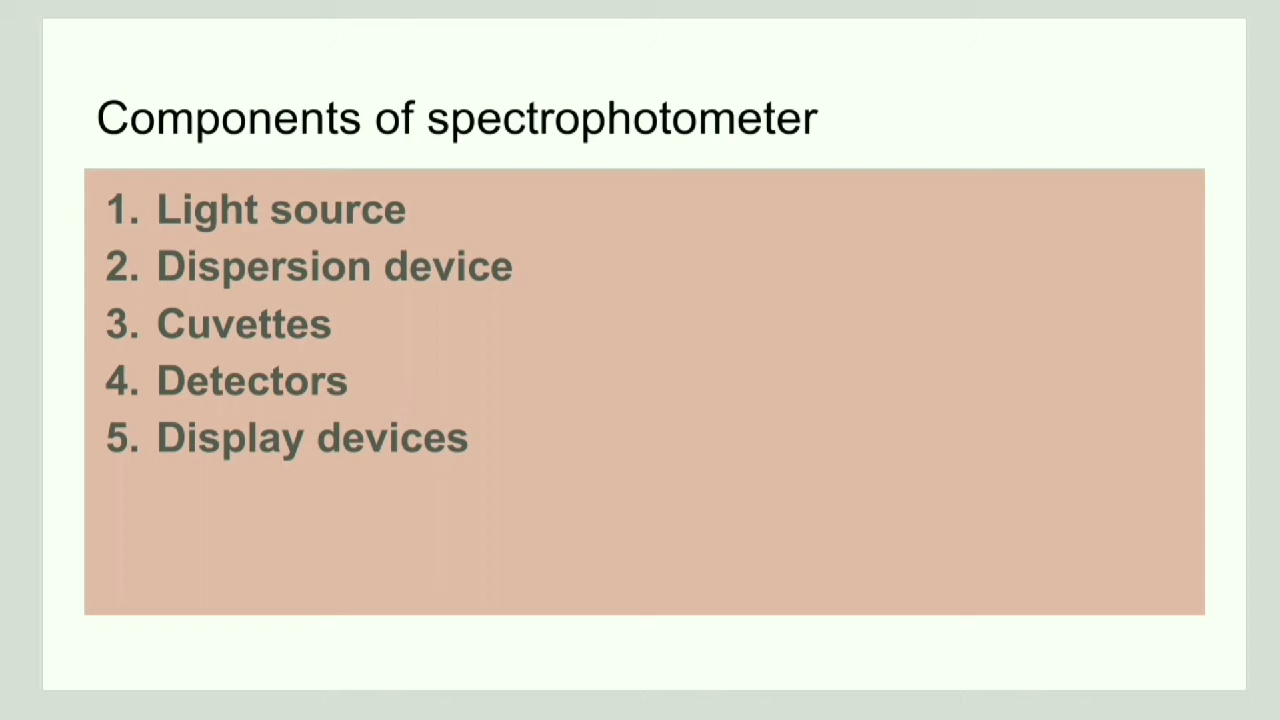 Components of spectrophotometer
1. Light source
2. Dispersion device
3. Cuvettes
4. Detectors
5. Display devices